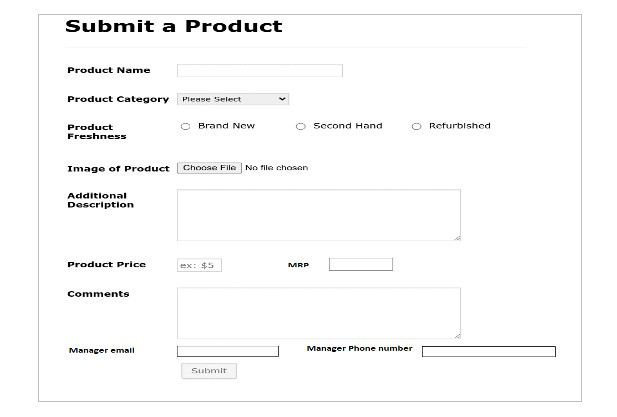 Submit a Product
Product Name
Product Category Please Select
Product
Freshness
Brand New Second Hand Refurbished
Image of Product Choose File No file chosen
Additional
Description
Product Price ex: $5 MRP
Comments
Manager email Manager Phone number
Submit